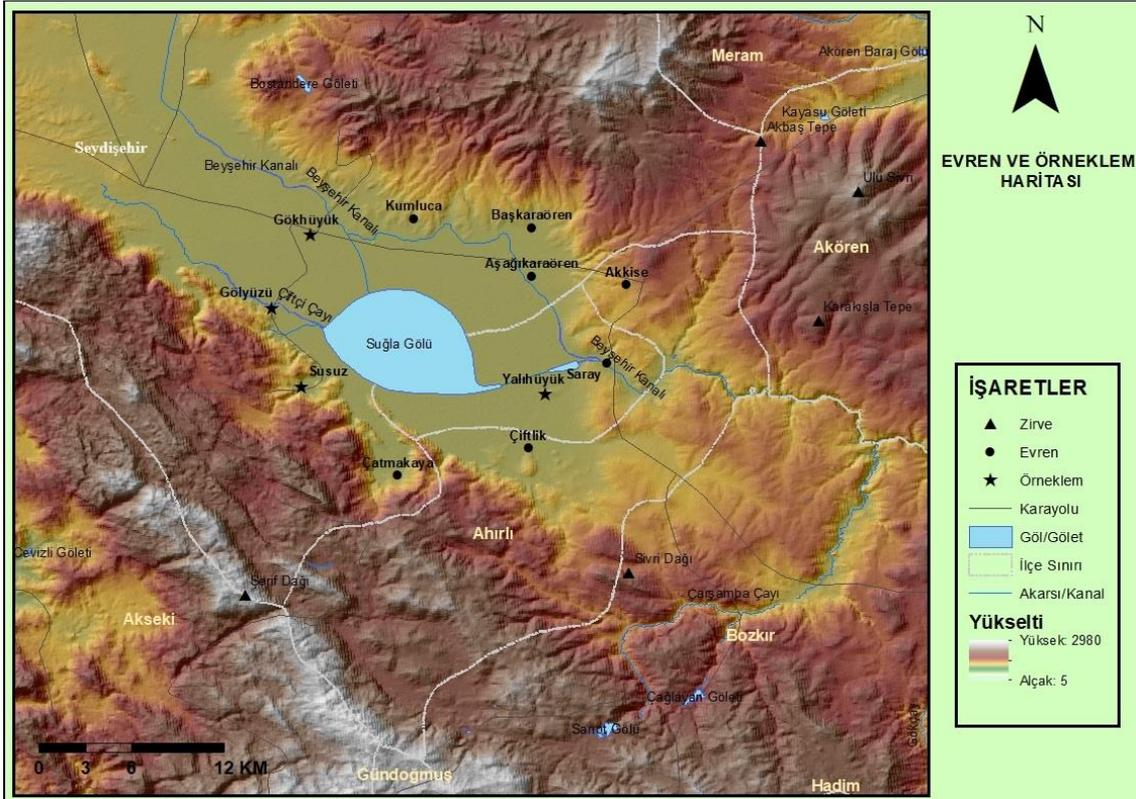 Meram
Akören Baraj Gölü
Bostandere Göleti
Kayasu Göleti
Akbaş Tepe
Seydişehir
Beyşehir Kanalı
Beyşehir Kanalı
Ulu Sivri
Kumluca
Başkaraören
Gökhüyük
Akören
Aşağıkaraören
Akkise
Gölyüzü
Çiftçi Çayı
Karakışla Tepe
Suğla Gölü
Beyşehir Kanalı
Susuz
Yalıhüyük
Saray
Çiftlik
Çatmakaya
Ahırlı
Cevizli Göleti
Sivri Dağı
Şarif Dağı
Çarşamba Çayı
Akseki
Bozkır
Çağlayan Göleti
Sarıot Gölü
Gündoğmuş
Hadim
0 3 6 12 KM
N
EVREN VE ÖRNEKLEM
HARİTASI
İŞARETLER
Zirve
Evren
Örneklem
Karayolu
Göl/Gölet
İlçe Sınırı
Akarsı/Kanal
Yükselti
Yüksek: 2980
Alçak: 5